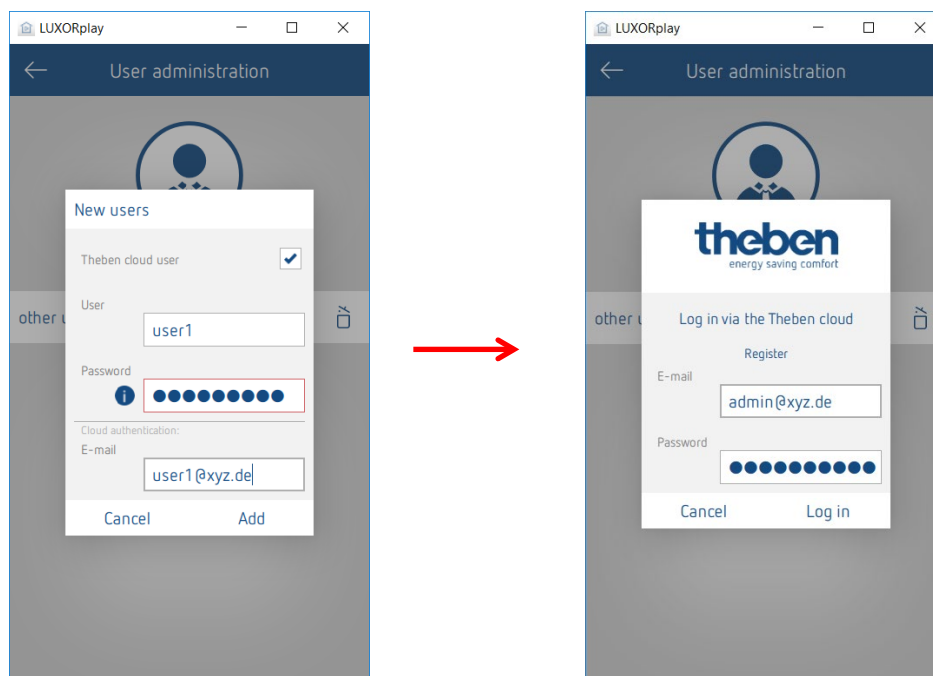 LUXORplay
User administration
New users
Theben cloud user
User
other u
user1
Password
i
●●●●●●●●●
Cloud authentication:
E-mail
user1@xyz.de
Cancel Add
LUXORplay
User administration
theben
energy saving comfort
other u
Log in via the Theben cloud
Register
E-mail
admin@xyz.de
Password
●●●●●●●●●●
Cancel Log in